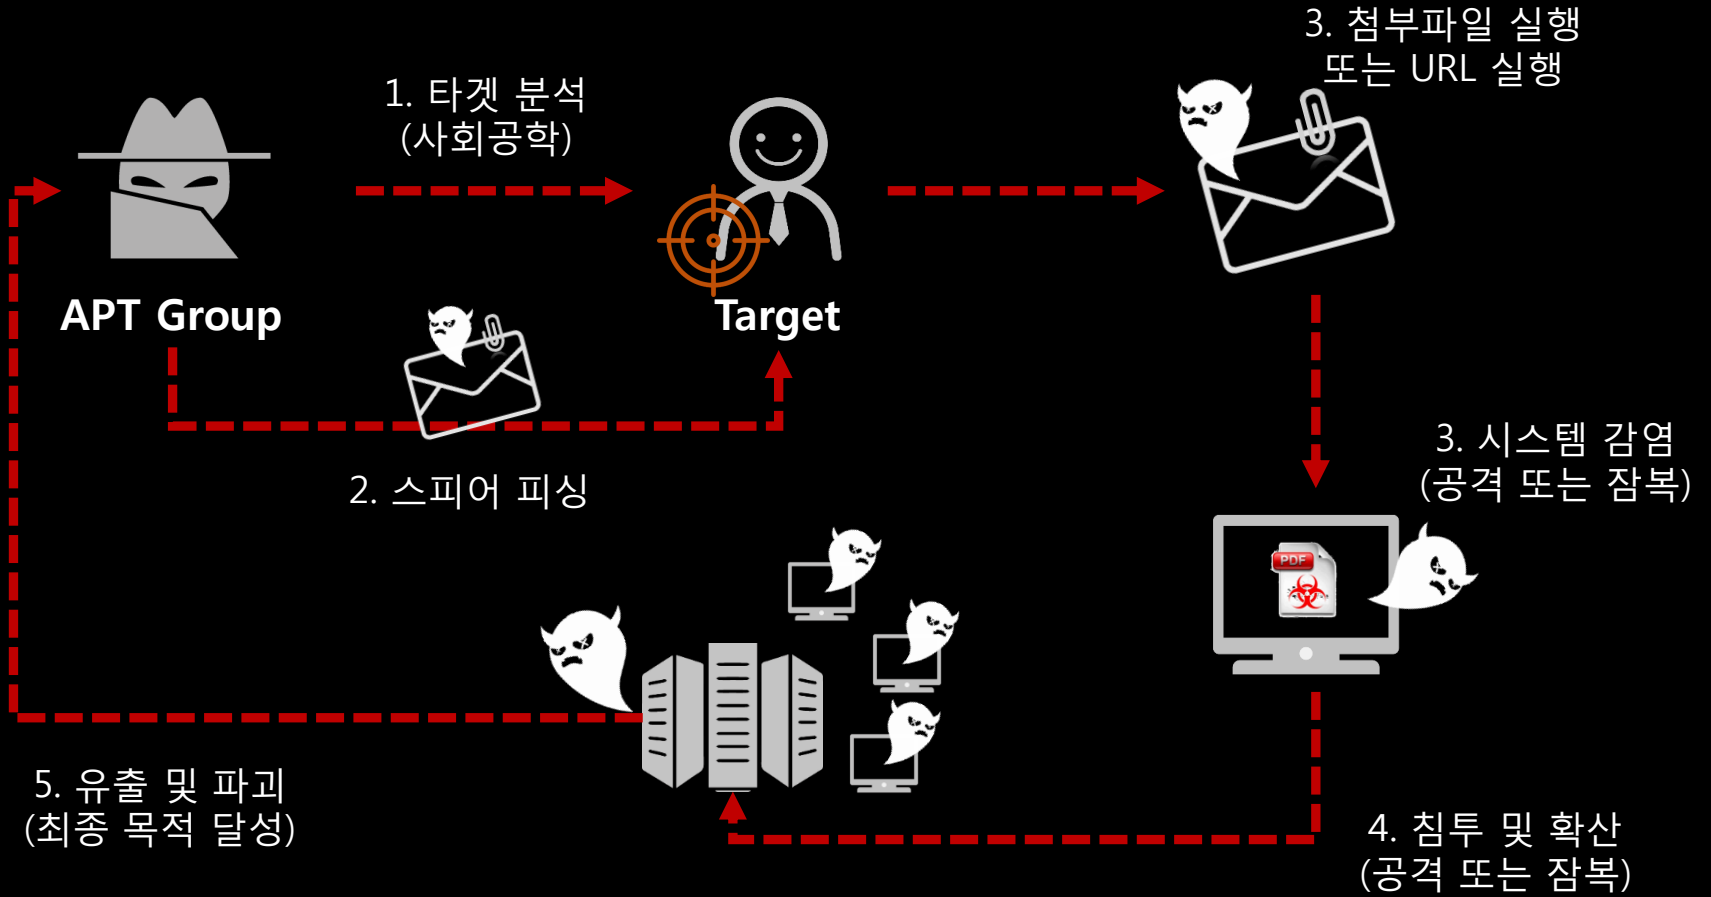 3. 첨부파일 실행
또는 URL 실행
1. 타겟 분석
(사회공학)
APT Group
Target
2. 스피어 피싱
3. 시스템 감염
(공격 또는 잠복)
PDF
5. 유출 및 파괴
(최종 목적 달성)
4. 침투 및 확산
(공격 또는 잠복)